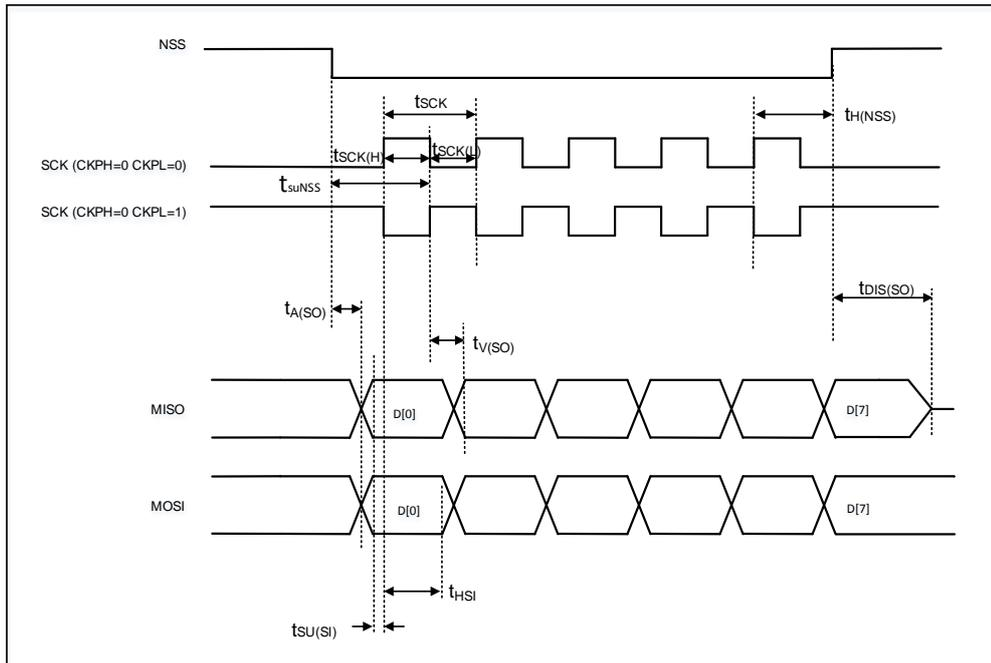 NSS
tSCK
tH(NSS)
tSCK(H)
tSCK(L)
SCK (CKPH=0 CKPL=0)
tsuNSS
SCK (CKPH=0 CKPL=1)
tDIS(SO)
tA(SO)
tV(SO)
MISO
D[0]
D[7]
MOSI
D[0]
D[7]
tHSI
tSU(SI)